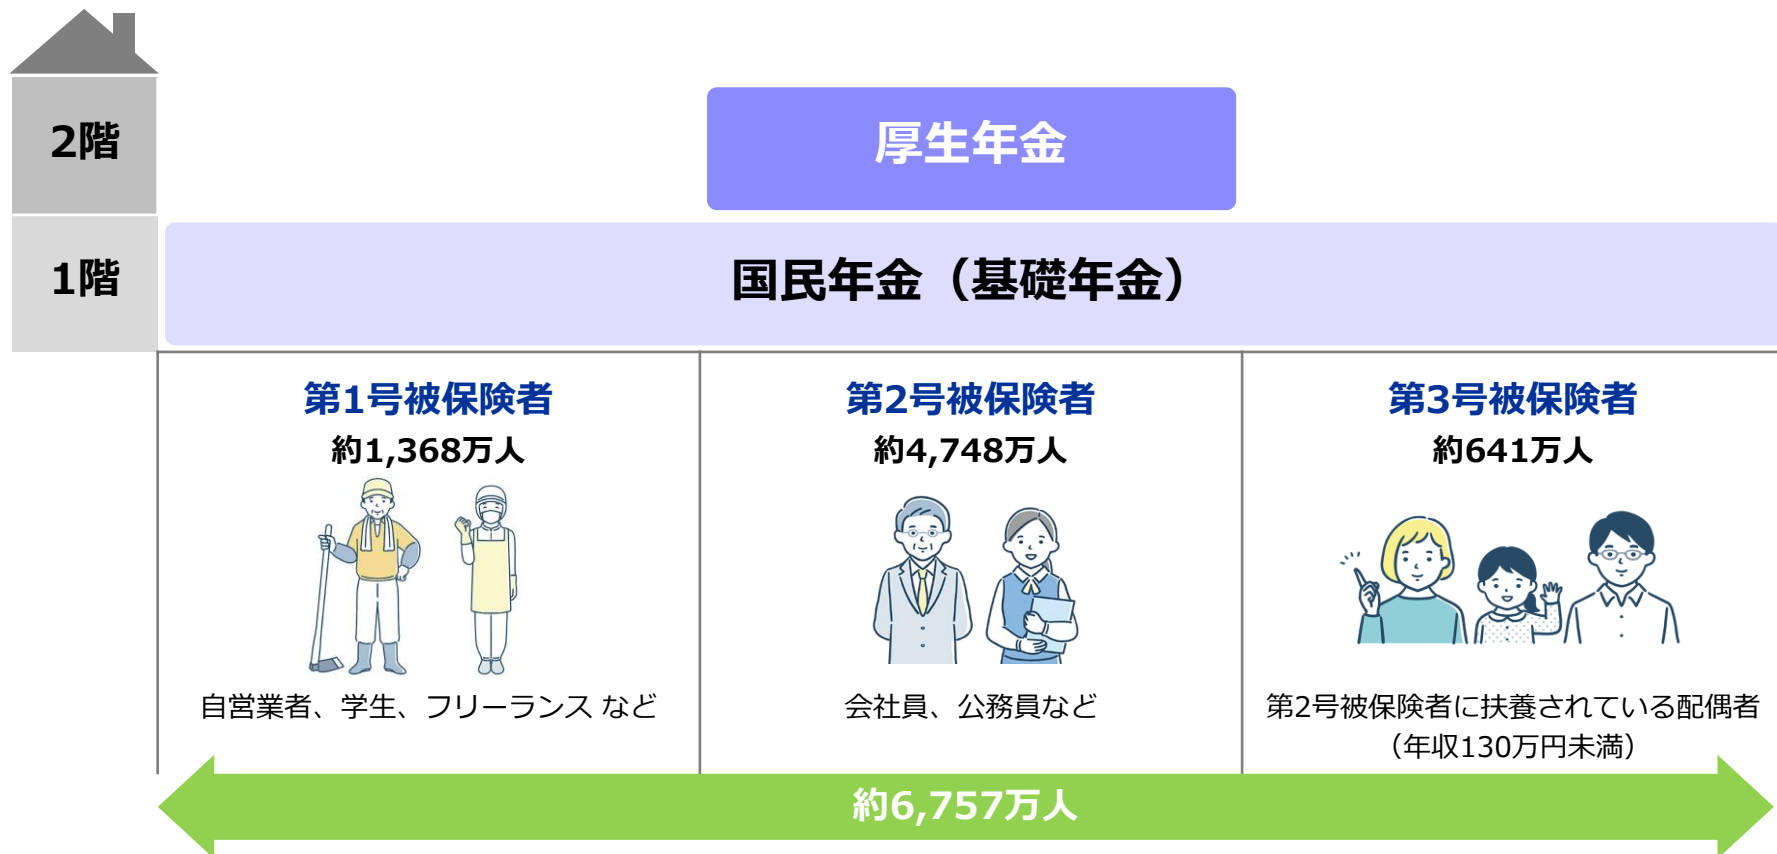 2階
厚生年金
1階
国民年金（基礎年金）
第1号被保険者
約1,368万人
自営業者、学生、フリーランス など
第2号被保険者
約4,748万人
会社員、公務員など
第3号被保険者
約641万人
第2号被保険者に扶養されている配偶者
（年収130万円未満）
約6,757万人